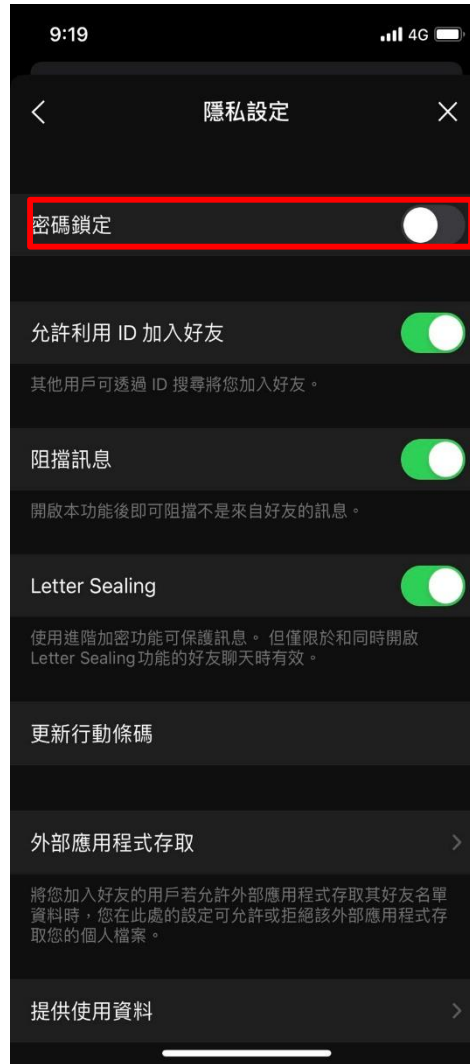 9:19
4G
隱私設定
密碼鎖定
允許利用 ID 加入好友
其他用戶可透過 ID 搜尋將您加入好友。
阻擋訊息
開啟本功能後即可阻擋不是來自好友的訊息。
Letter Sealing
使用進階加密功能可保護訊息。 但僅限於和同時開啟
Letter Sealing功能的好友聊天時有效。
更新行動條碼
外部應用程式存取
將您加入好友的用戶若允許外部應用程式存取其好友名單
資料時，您在此處的設定可允許或拒絕該外部應用程式存
取您的個人檔案。
提供使用資料